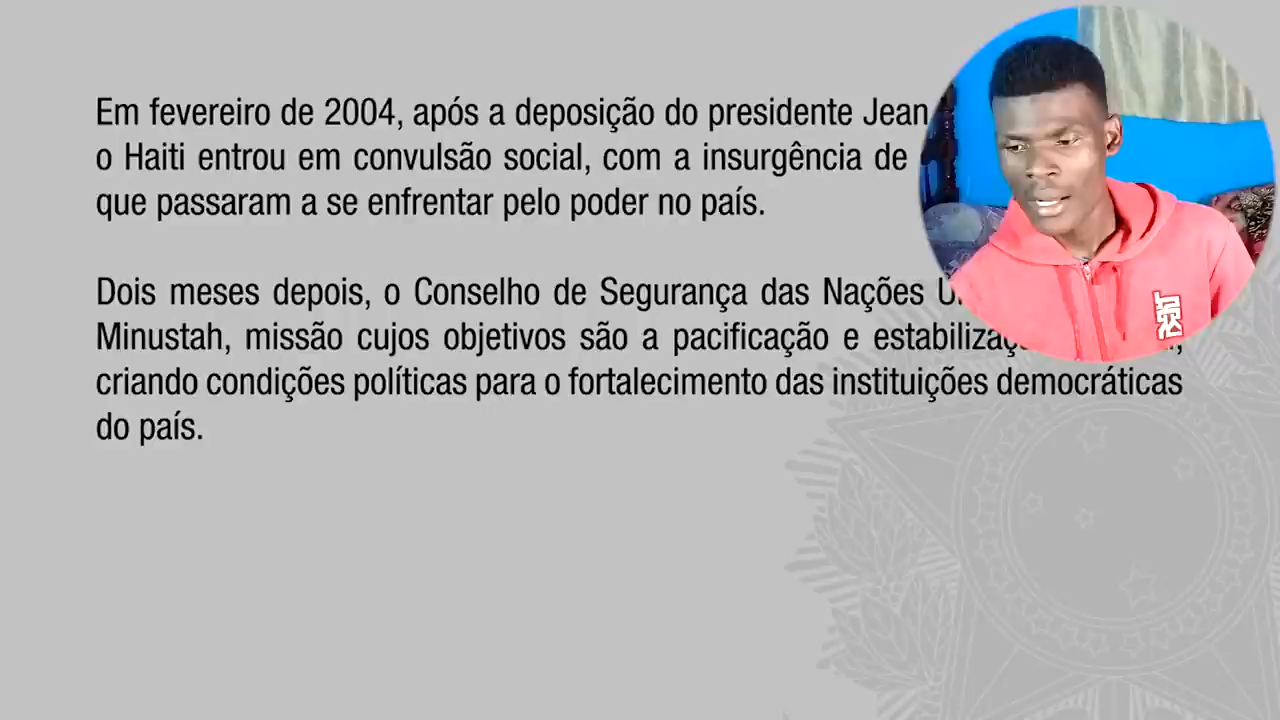 Em fevereiro de 2004, após a deposição do presidente Jean
o Haiti entrou em convulsão social, com a insurgência de
que passaram a se enfrentar pelo poder no país.
Dois meses depois, o Conselho de Segurança das Nações
Minustah, missão cujos objetivos são a pacificação e
criando condições políticas para o fortalecimento das instituições democráticas
do país.